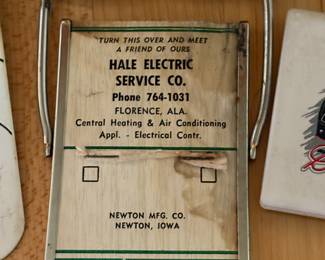 TURN THIS OVER AND MEET
A FRIEND OF OURS
HALE ELECTRIC
SERVICE CO.
Phone 764-1031
FLORENCE, ALA.
Central Heating & Air Conditioning
Appl. - Electrical Contr.
NEWTON MFG. CO.
NEWTON, IOWA